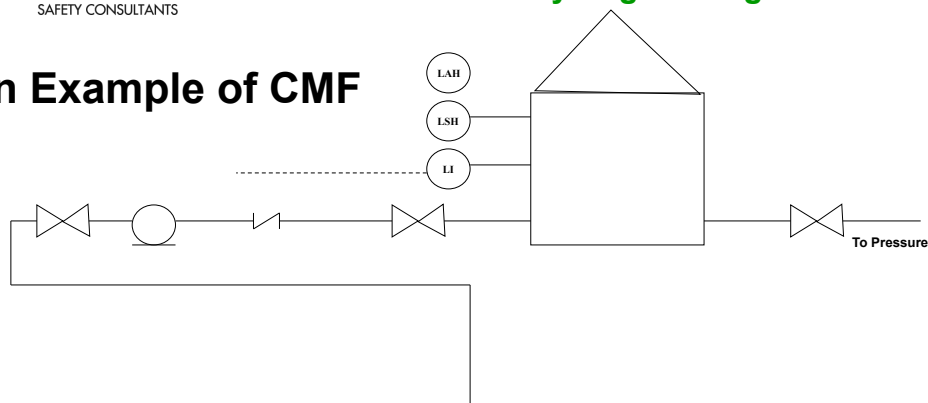 SAFETY CONSULTANTS
Example of CMF
LAH
LSH
LI
To Pressure